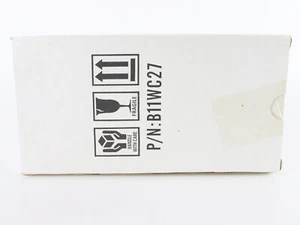 FRAGILE
HANDLE
WITH CARE
P/N:B11WC27